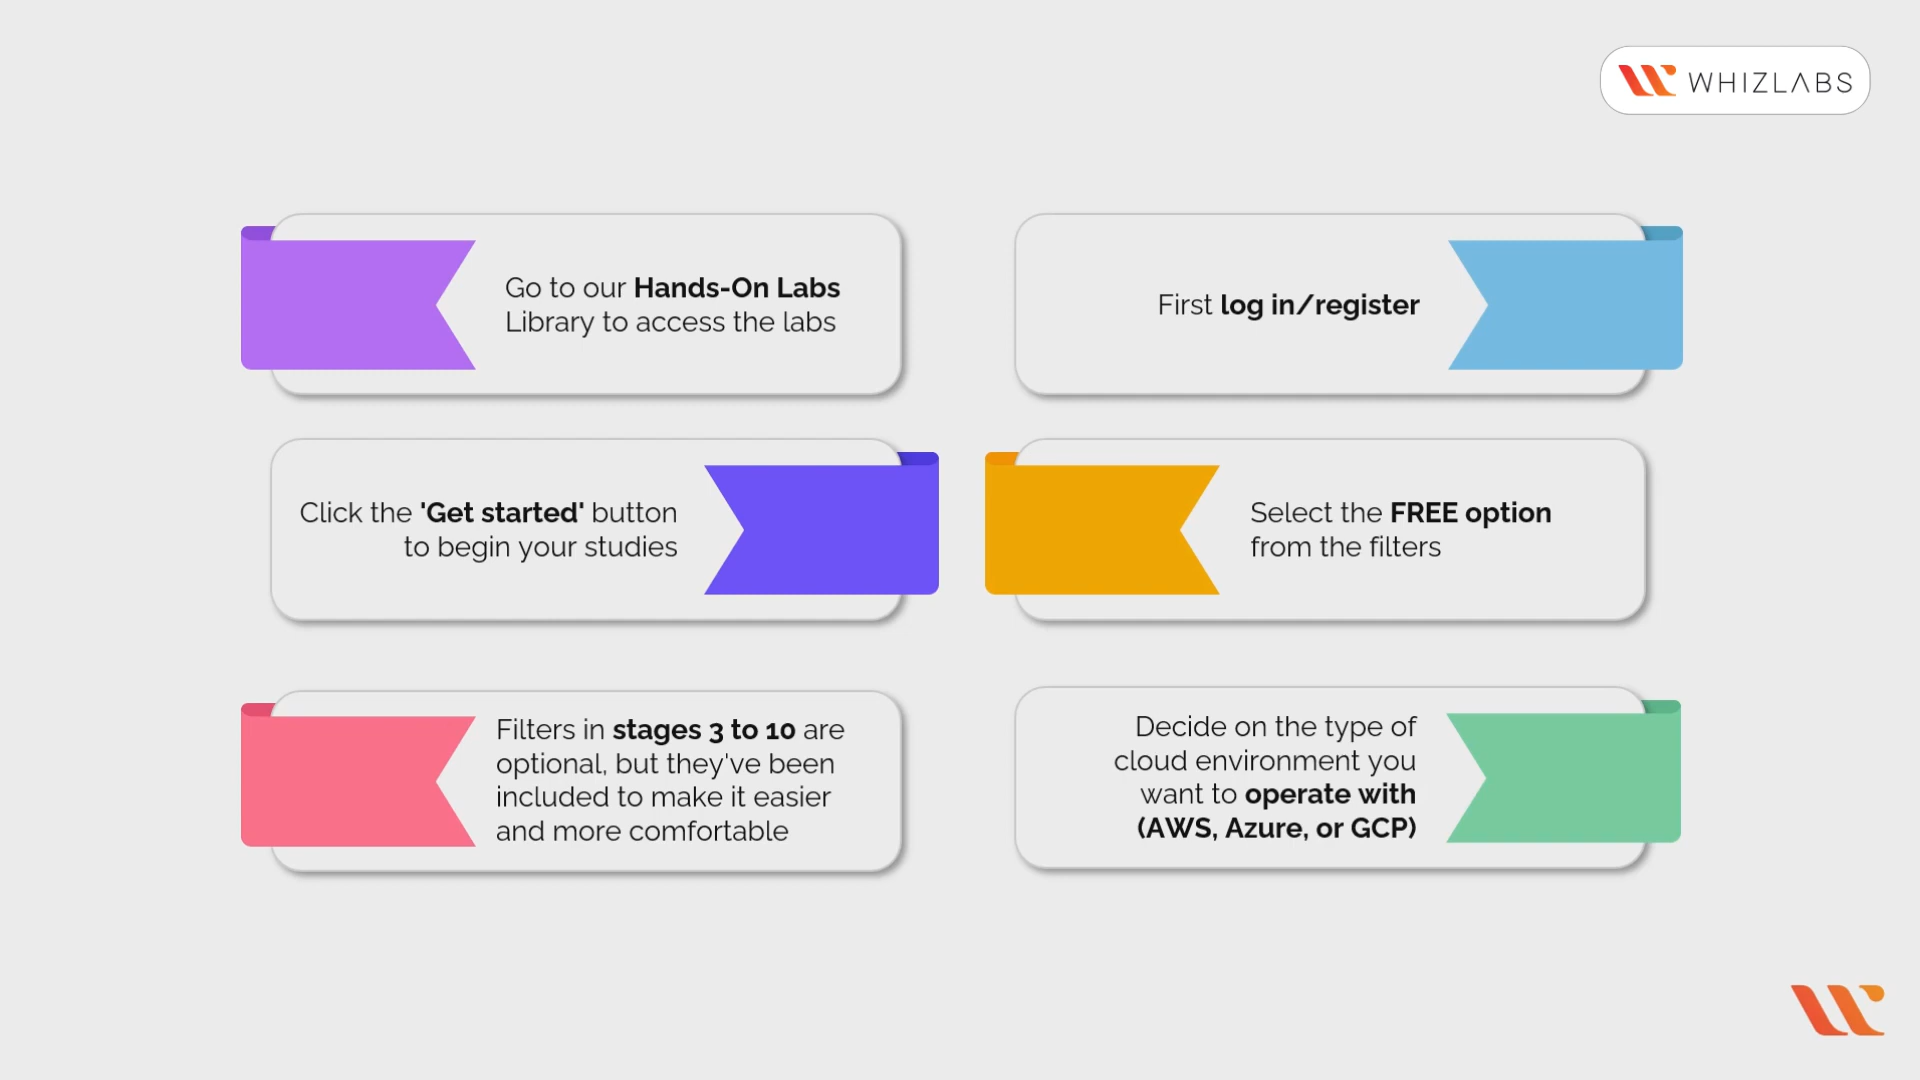 WHIZLABS
Go to our Hands-On Labs
Library to access the labs
First log in/register
Click the 'Get started' button
to begin your studies
Select the FREE option
from the filters
Filters in stages 3 to 10 are
optional, but they've been
included to make it easier
and more comfortable
Decide on the type of
cloud environment you
want to operate with
(AWS, Azure, or GCP)